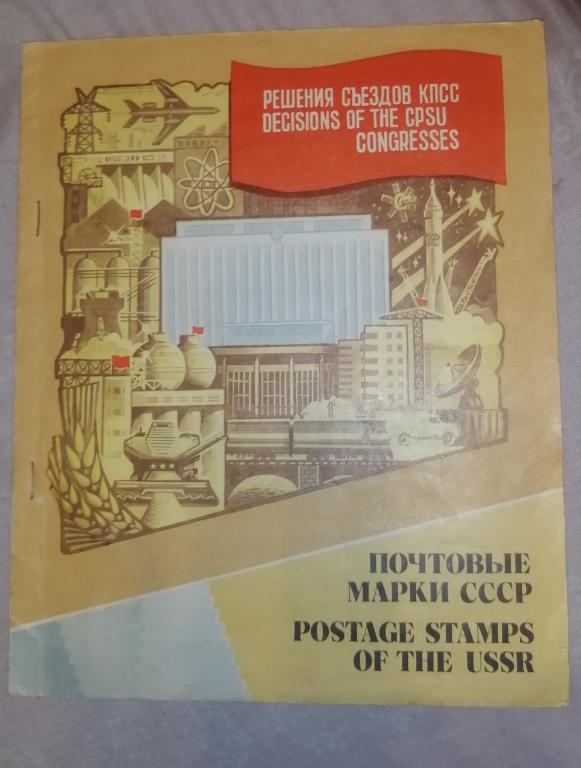 РЕШЕНИЯ СЪЕЗДОВ КПСС
DECISIONS OF THE CPSU
CONGRESSES
ПОЧТОВЫЕ
МАРКИ СССР
POSTAGE STAMPS
OF THE USSR